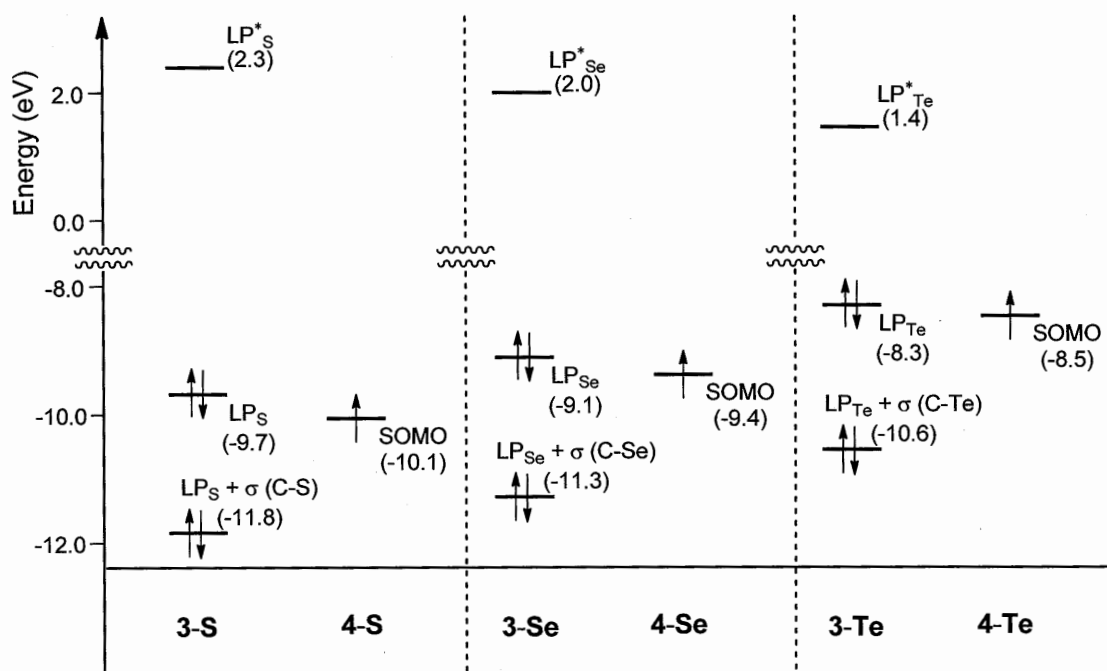 Energy (eV)
2.0
0.0
-8.0
-10.0
-12.0
LP*S
(2.3)
LPS
(-9.7)
LPS + σ (C-S)
(-11.8)
SOMO
(-10.1)
LP*Se
(2.0)
LPSe
(-9.1)
LPSe + σ (C-Se)
(-11.3)
SOMO
(-9.4)
LP*Te
(1.4)
LPTe
(-8.3)
LPTe + σ (C-Te)
(-10.6)
SOMO
(-8.5)
3-S 4-S 3-Se 4-Se 3-Te 4-Te